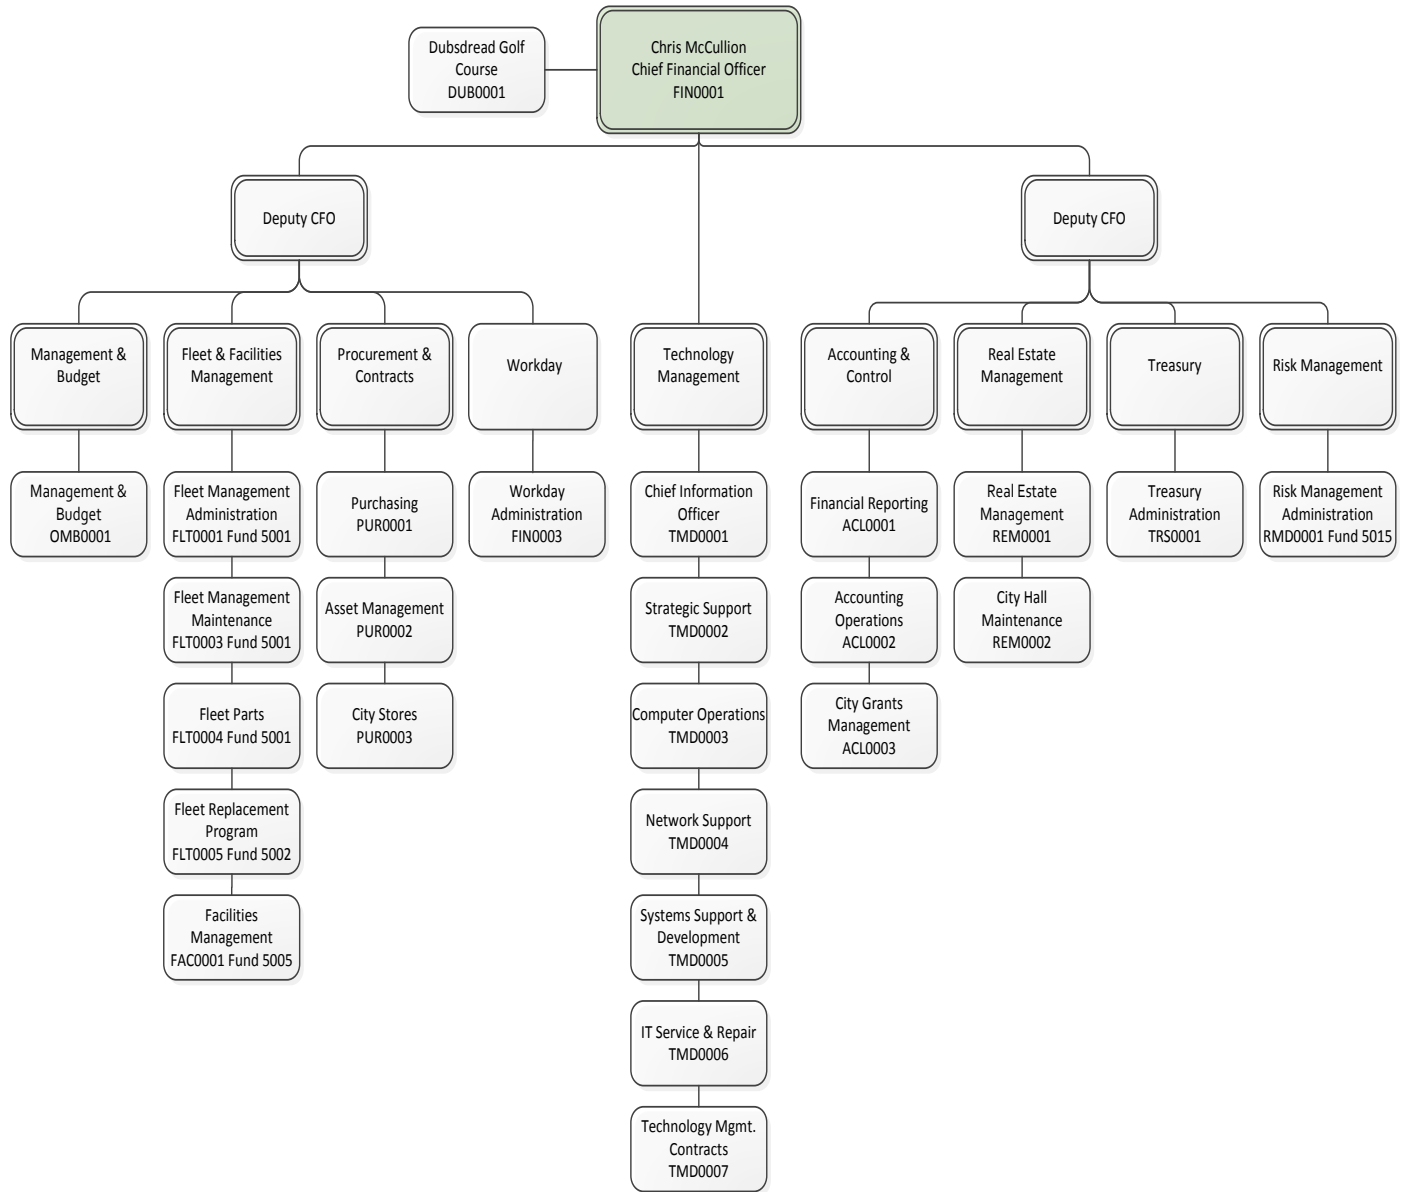 Dubsdread Golf
Course
DUB0001
Chris McCullion
Chief Financial Officer
FIN0001
Deputy CFO
Deputy CFO
Management &
Budget
Fleet & Facilities
Management
Procurement &
Contracts
Workday
Technology
Management
Accounting &
Control
Real Estate
Management
Treasury
Risk Management
Management &
Budget
OMB0001
Fleet Management
Administration
FLT0001 Fund 5001
Purchasing
PUR0001
Workday
Administration
FIN0003
Chief Information
Officer
TMD0001
Financial Reporting
ACL0001
Real Estate
Management
REM0001
Treasury
Administration
TRS0001
Risk Management
Administration
RMD0001 Fund 5015
Fleet Management
Maintenance
FLT0003 Fund 5001
Asset Management
PUR0002
Strategic Support
TMD0002
Accounting
Operations
ACL0002
City Hall
Maintenance
REM0002
Fleet Parts
FLT0004 Fund 5001
City Stores
PUR0003
Computer Operations
TMD0003
City Grants
Management
ACL0003
Fleet Replacement
Program
FLT0005 Fund 5002
Network Support
TMD0004
Facilities
Management
FAC0001 Fund 5005
Systems Support &
Development
TMD0005
IT Service & Repair
TMD0006
Technology Mgmt.
Contracts
TMD0007